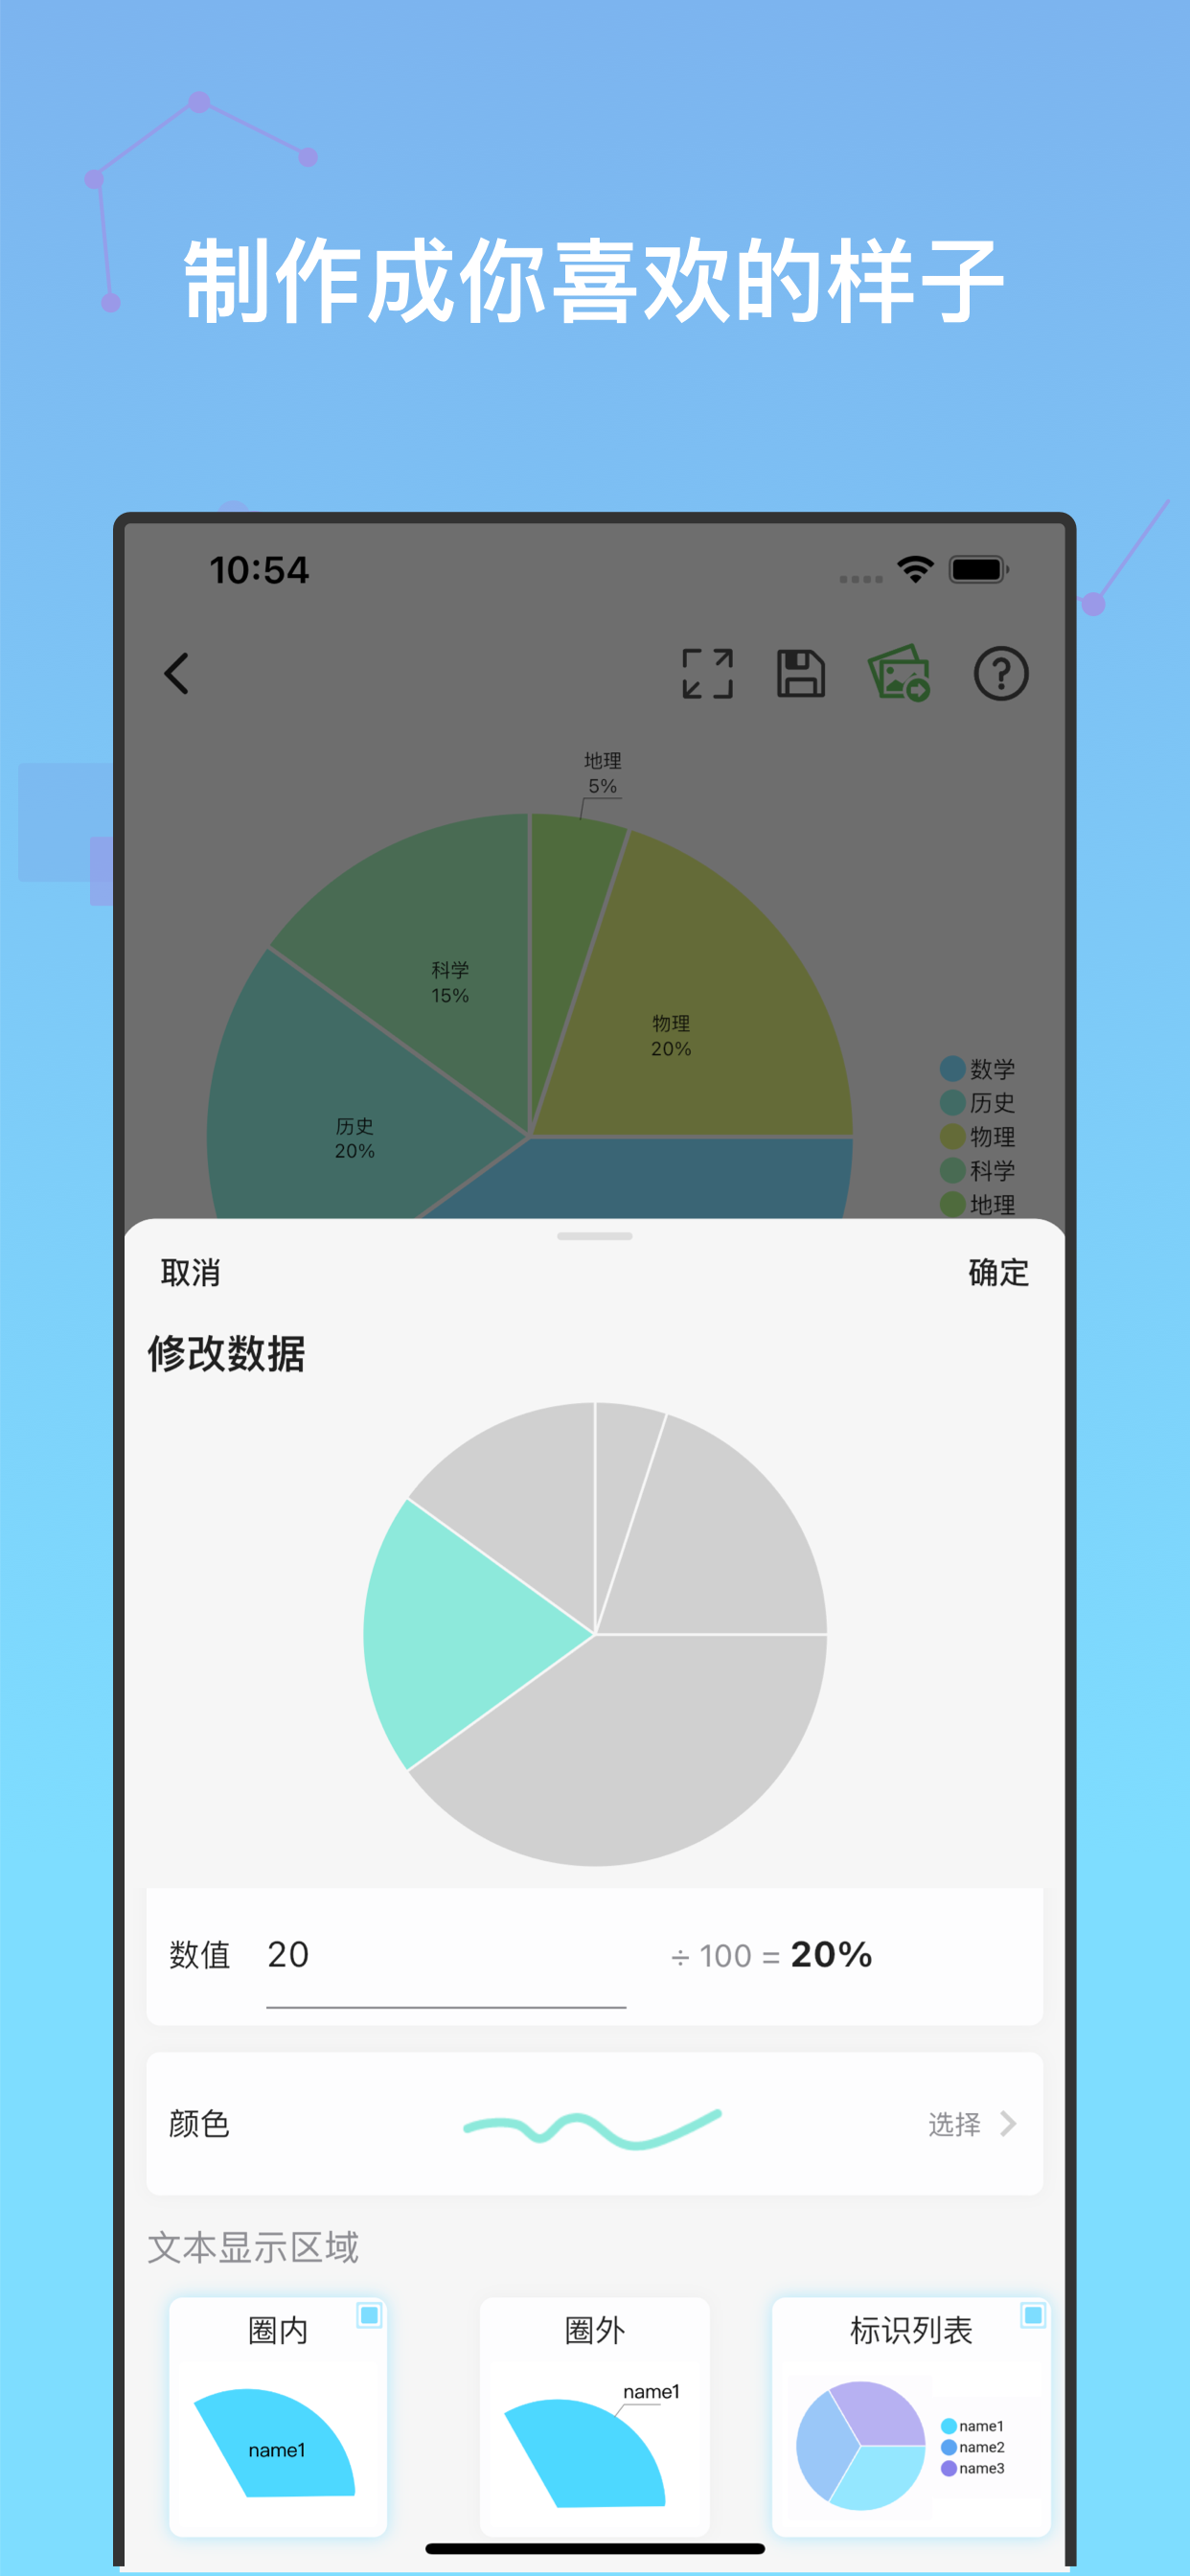 制作成你喜欢的样子
10:54
地理
5%
科学
15%
物理
20%
历史
20%
数学
历史
物理
科学
地理
取消
确定
修改数据
数值 20 ÷ 100 = 20%
颜色 选择
文本显示区域
圈内
圈外
标识列表
name1
name1
name1
name2
name3